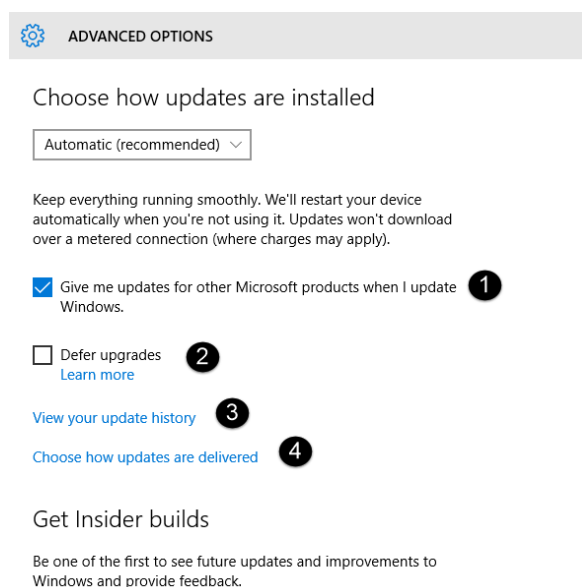 ADVANCED OPTIONS
Choose how updates are installed
Automatic (recommended)
Keep everything running smoothly. We'll restart your device
automatically when you're not using it. Updates won't download
over a metered connection (where charges may apply).
Give me updates for other Microsoft products when I update 1
Windows.
Defer upgrades 2
Learn more
View your update history 3
Choose how updates are delivered 4
Get Insider builds
Be one of the first to see future updates and improvements to
Windows and provide feedback.